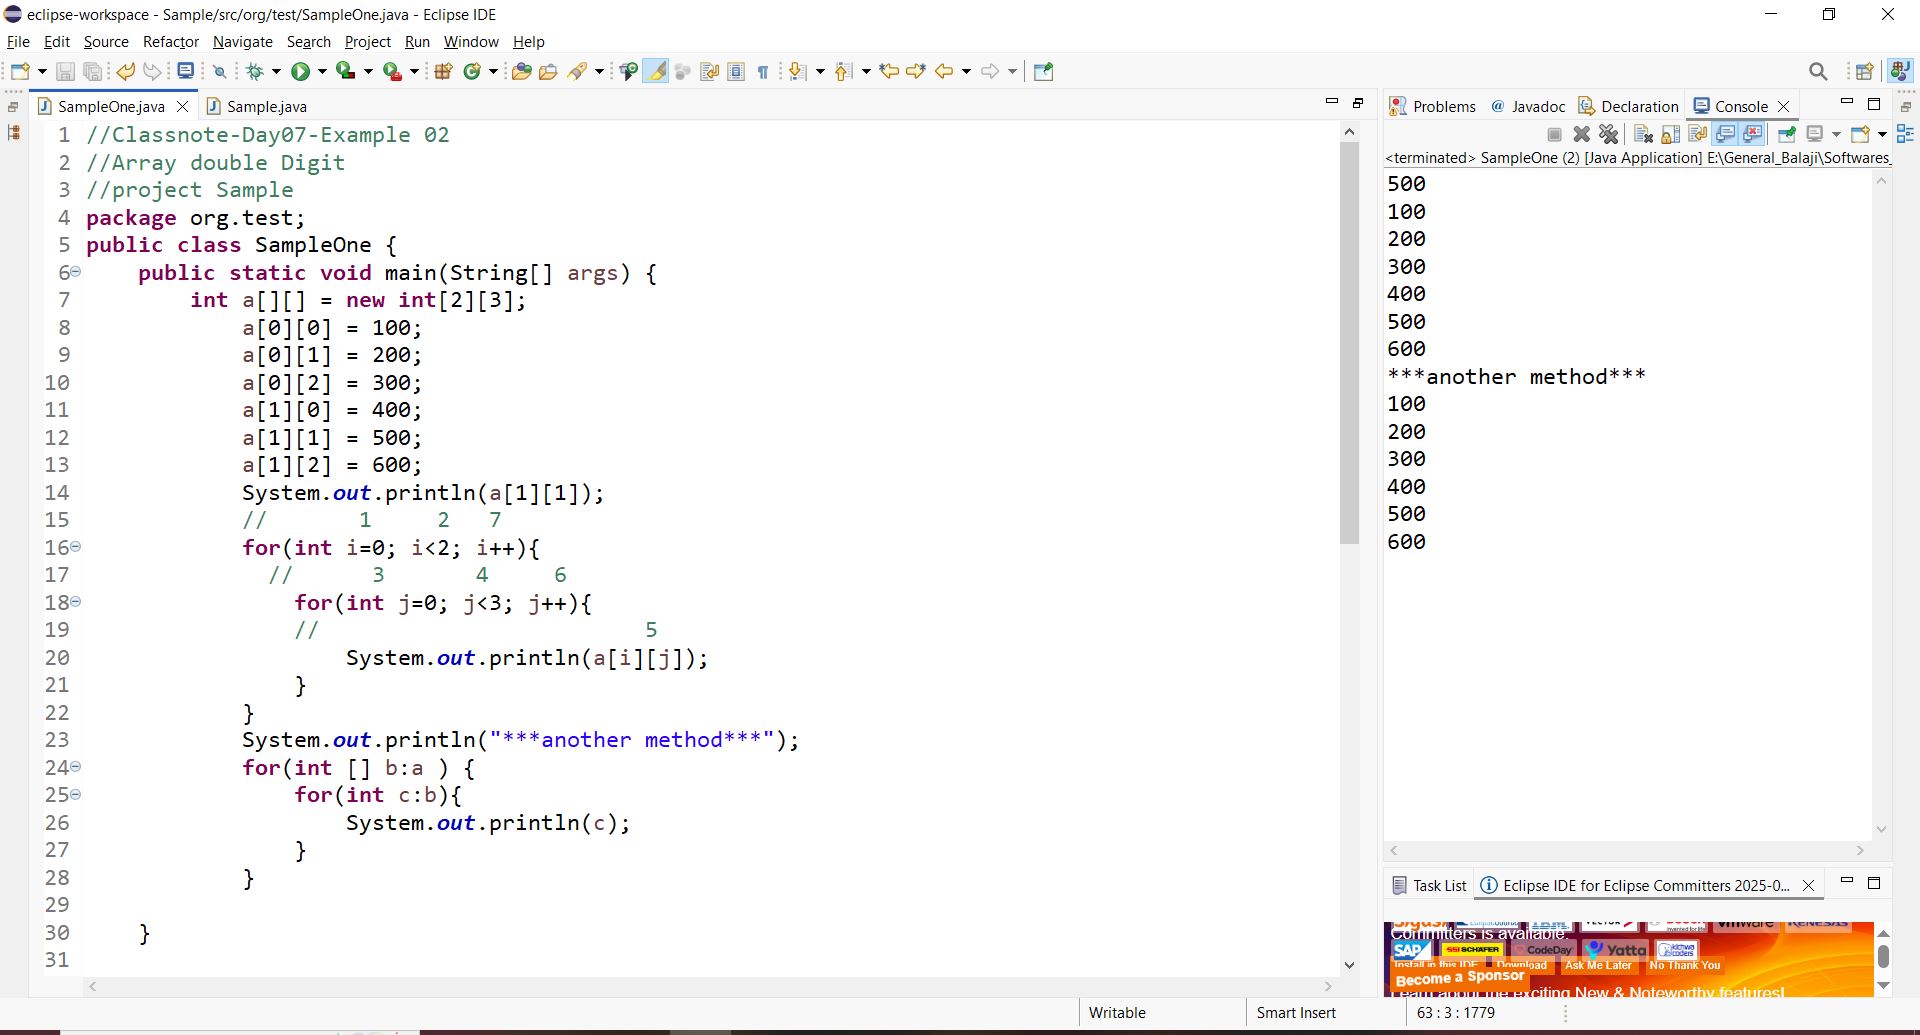 eclipse-workspace - Sample/src/org/test/SampleOne.java - Eclipse IDE
File Edit Source Refactor Navigate Search Project Run Window Help
SampleOne.java Sample.java
1 //Classnote-Day07-Example 02
2 //Array double Digit
3 //project Sample
4 package org.test;
5 public class SampleOne {
6 public static void main(String[] args) {
7 int a[][] = new int[2][3];
8 a[0][0] = 100;
9 a[0][1] = 200;
10 a[0][2] = 300;
11 a[1][0] = 400;
12 a[1][1] = 500;
13 a[1][2] = 600;
14 System.out.println(a[1][1]);
15 // 1 2 7
16 for(int i=0; i<2; i++){
17 // 3 4 6
18 for(int j=0; j<3; j++){
19 // 5
20 System.out.println(a[i][j]);
21 }
22 }
23 System.out.println("***another method***");
24 for(int [] b:a ) {
25 for(int c:b){
26 System.out.println(c);
27 }
28 }
29
30 }
31
Problems Javadoc Declaration Console
<terminated> SampleOne (2) [Java Application] E:\General_Balaji\Softwares_
500
100
200
300
400
500
600
***another method***
100
200
300
400
500
600
Task List Eclipse IDE for Eclipse Committers 2025-0...
vmware RENESAS
Committers is available.
SAP SSI SCHÄFER CodeDay Yatta kichwa coders
Install in this IDE Download Ask Me Later No Thank You
Become a Sponsor
Learn about the exciting New & Noteworthy features!
Writable Smart Insert 63 : 3 : 1779